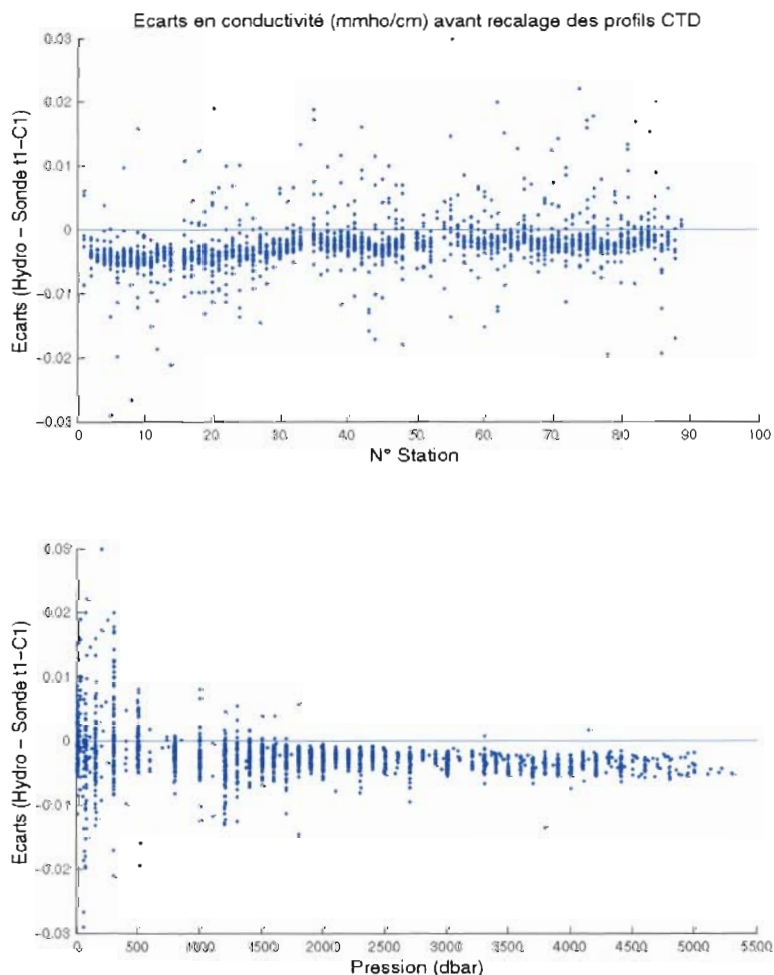 Ecarts en conductivité (mmho/cm) avant recalage des profils CTD
Ecarts (Hydro - Sonde t1-C1)
0.03
0.02
0.01
0
-0.01
-0.02
-0.03
0 10 20 30 40 50 60 70 80 90 100
N° Station
Ecarts (Hydro - Sonde t1-C1)
0.03
0.02
0.01
0
-0.01
-0.02
-0.03
0 500 1000 1500 2000 2500 3000 3500 4000 4500 5000 5500
Pression (dbar)